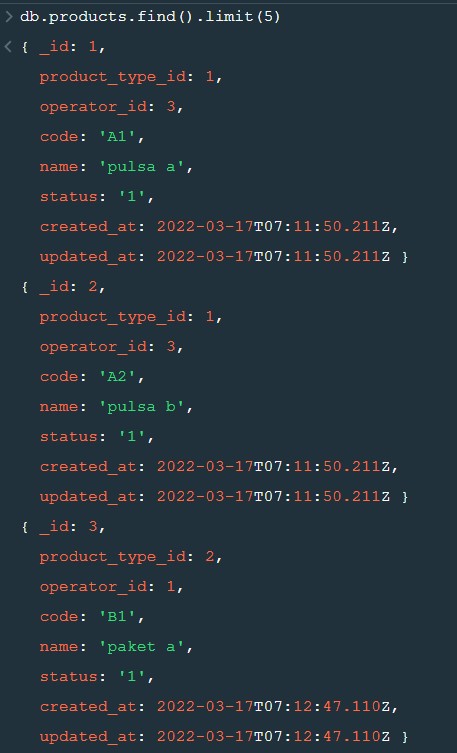 > db.products.find().limit(5)
< { _id: 1,
product_type_id: 1,
operator_id: 3,
code: 'A1',
name: 'pulsa a',
status: '1',
created_at: 2022-03-17T07:11:50.211Z,
updated_at: 2022-03-17T07:11:50.211Z }
{ _id: 2,
product_type_id: 1,
operator_id: 3,
code: 'A2',
name: 'pulsa b',
status: '1',
created_at: 2022-03-17T07:11:50.211Z,
updated_at: 2022-03-17T07:11:50.211Z }
{ _id: 3,
product_type_id: 2,
operator_id: 1,
code: 'B1',
name: 'paket a',
status: '1',
created_at: 2022-03-17T07:12:47.110Z,
updated_at: 2022-03-17T07:12:47.110Z }